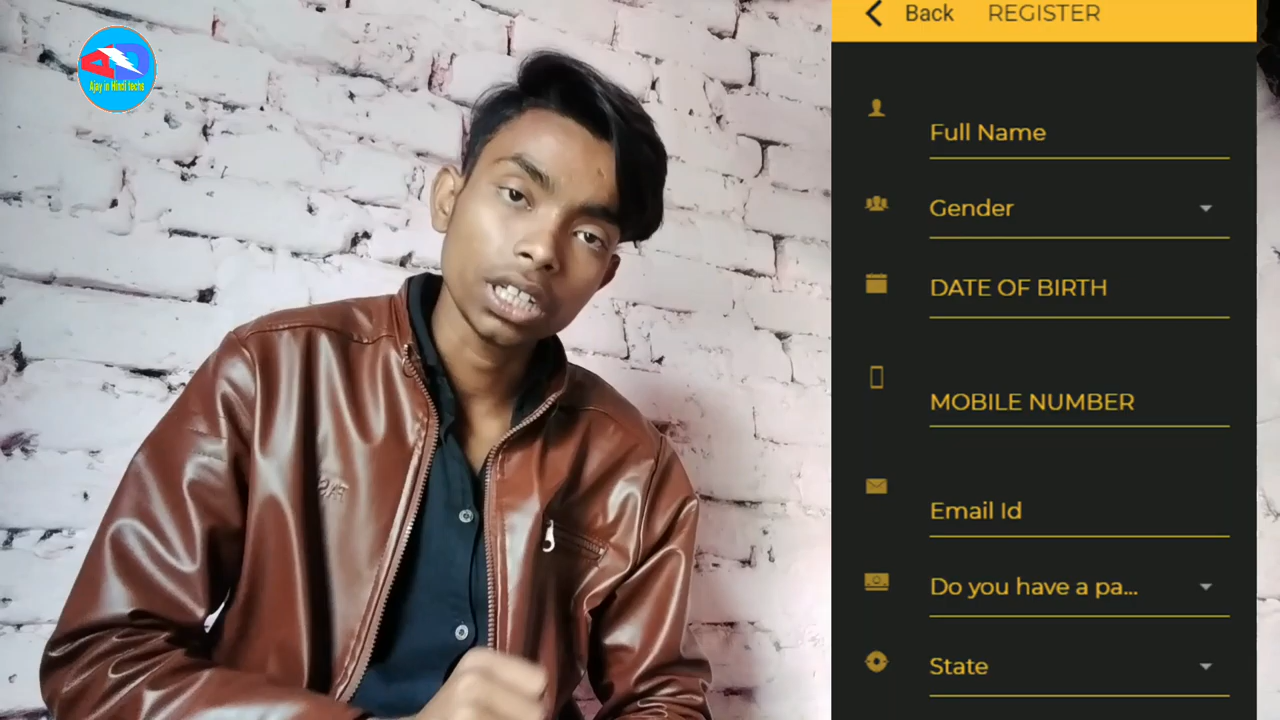 Ajay in Hindi techs
Back REGISTER
Full Name
Gender
DATE OF BIRTH
MOBILE NUMBER
Email Id
Do you have a pa...
State